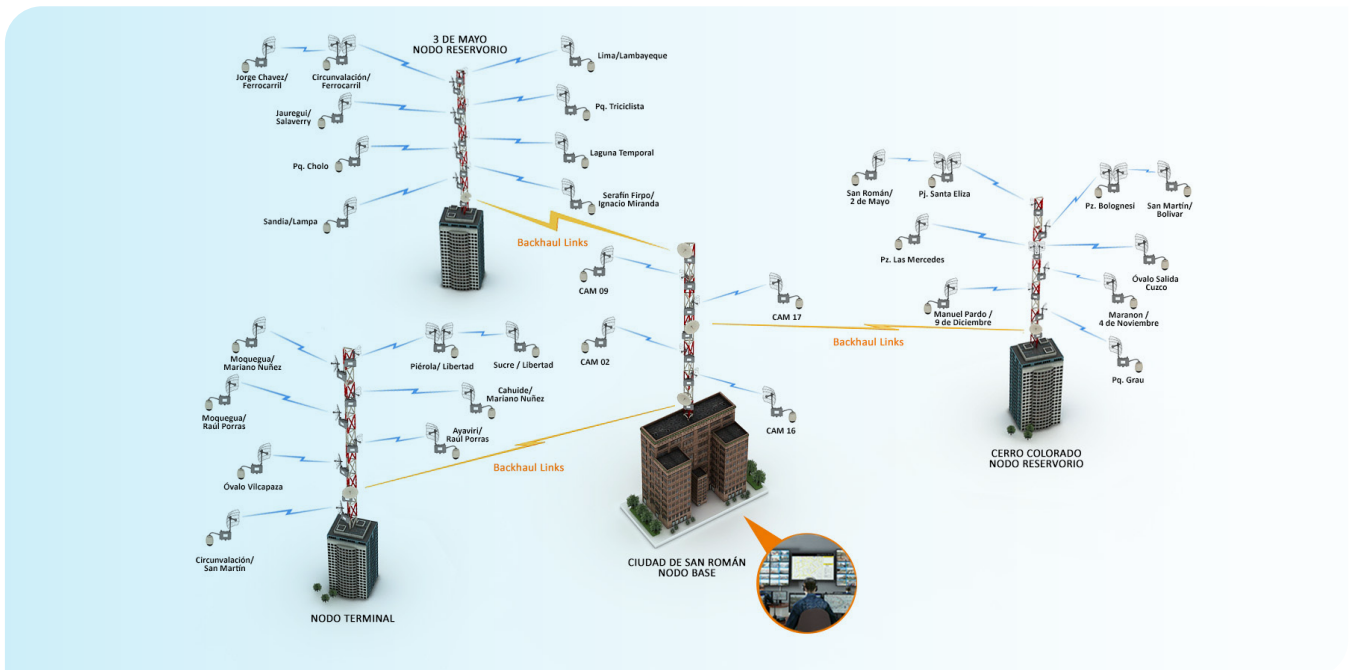 3 DE MAYO
NODO RESERVORIO
Jorge Chavez/
Ferrocarril
Circunvalación/
Ferrocarríl
Lima/Lambayeque
Jauregui/
Salaverry
Pq. Triciclista
Pq. Cholo
Laguna Temporal
Sandia/Lampa
Serafín Firpo/
Ignacio Miranda
Backhaul Links
San Román/
2 de Mayo
Pj. Santa Eliza
Pz. Bolognesi
San Martín/
Bolivar
Pz. Las Mercedes
Óvalo Salida
Cuzco
Manuel Pardo /
9 de Diciembre
Maranon /
4 de Noviembre
Pq. Grau
CERRO COLORADO
NODO RESERVORIO
CAM 09
CAM 17
CAM 02
CAM 16
Backhaul Links
Moquegua/
Mariano Nuñez
Piérola/ Libertad
Sucre / Libertad
Moquegua/
Raúl Porras
Cahuide/
Mariano Nuñez
Ayaviri/
Raúl Porras
Óvalo Vilcapaza
Backhaul Links
Circunvalación/
San Martín
NODO TERMINAL
CIUDAD DE SAN ROMÁN
NODO BASE